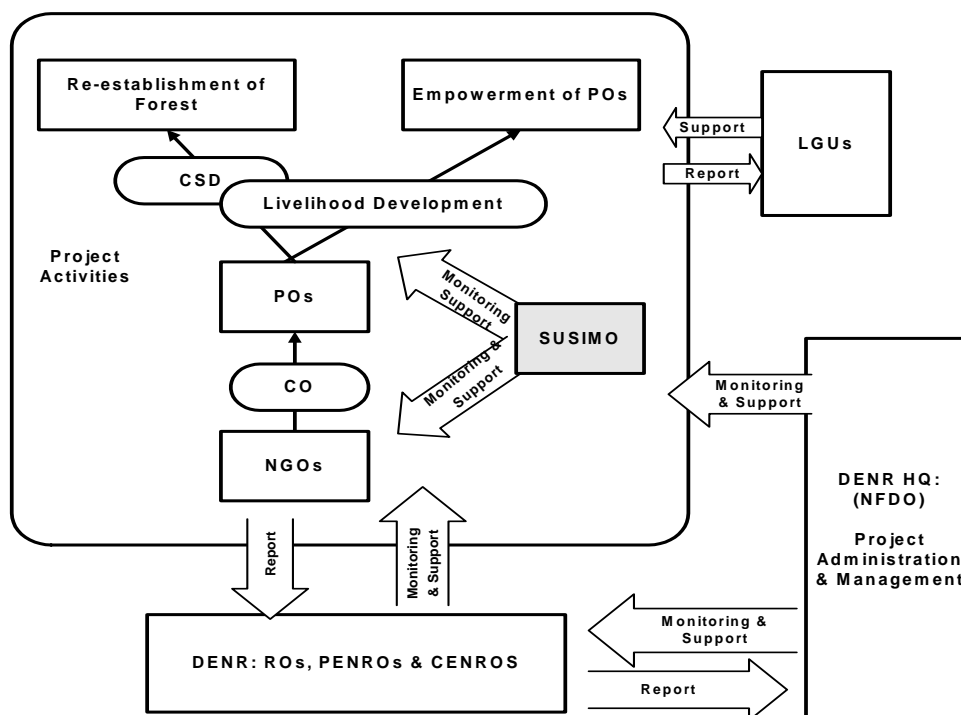 Re-establishment of
Forest
Empowerment of POs
Support
LGUs
Report
CSD
Livelihood Development
Project
Activities
POs
Monitoring
Support
SUSIMO
CO
Monitoring &
Support
Monitoring
& Support
NGOs
DENR HQ:
(NFDO)
Project
Administration
& Management
Report
Monitoring
& Support
Monitoring &
Support
DENR: ROs, PENROs & CENROS
Report